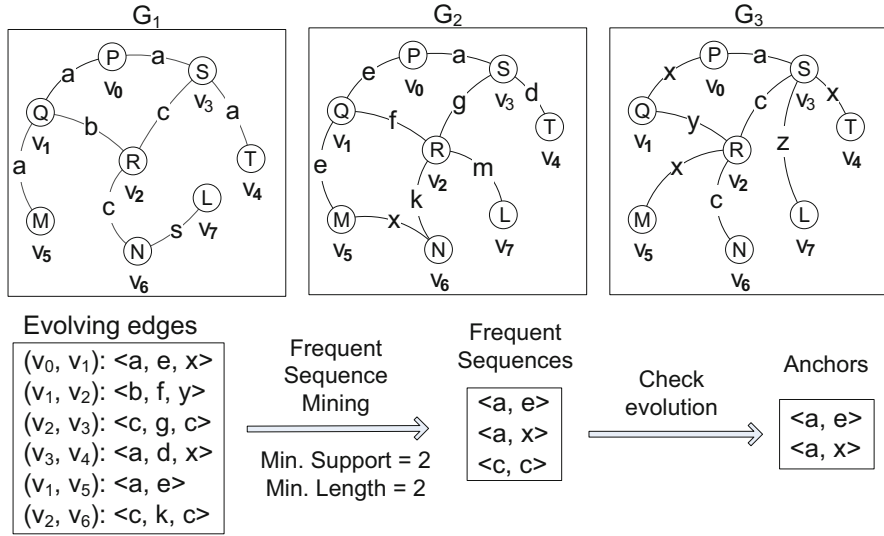 G1 G2 G3
P a S
a
Q
V0
V3
V1
b
c
a
R
V2
T
V4
a
M
V5
c
L
V7
N
s
V6
P a S
e
V0
V3
d
Q
V1
f
g
R
V2
T
V4
e
m
M
V5
x
k
N
V6
L
V7
P a S
x
V0
V3
x
Q
V1
y
c
R
V2
z
T
V4
x
M
V5
c
N
V6
L
V7
Evolving edges
(v0, v1): <a, e, x>
(v1, v2): <b, f, y>
(v2, v3): <c, g, c>
(v3, v4): <a, d, x>
(v1, v5): <a, e>
(v2, v6): <c, k, c>
Frequent
Sequence
Mining
Min. Support = 2
Min. Length = 2
Frequent
Sequences
<a, e>
<a, x>
<c, c>
Check
evolution
Anchors
<a, e>
<a, x>